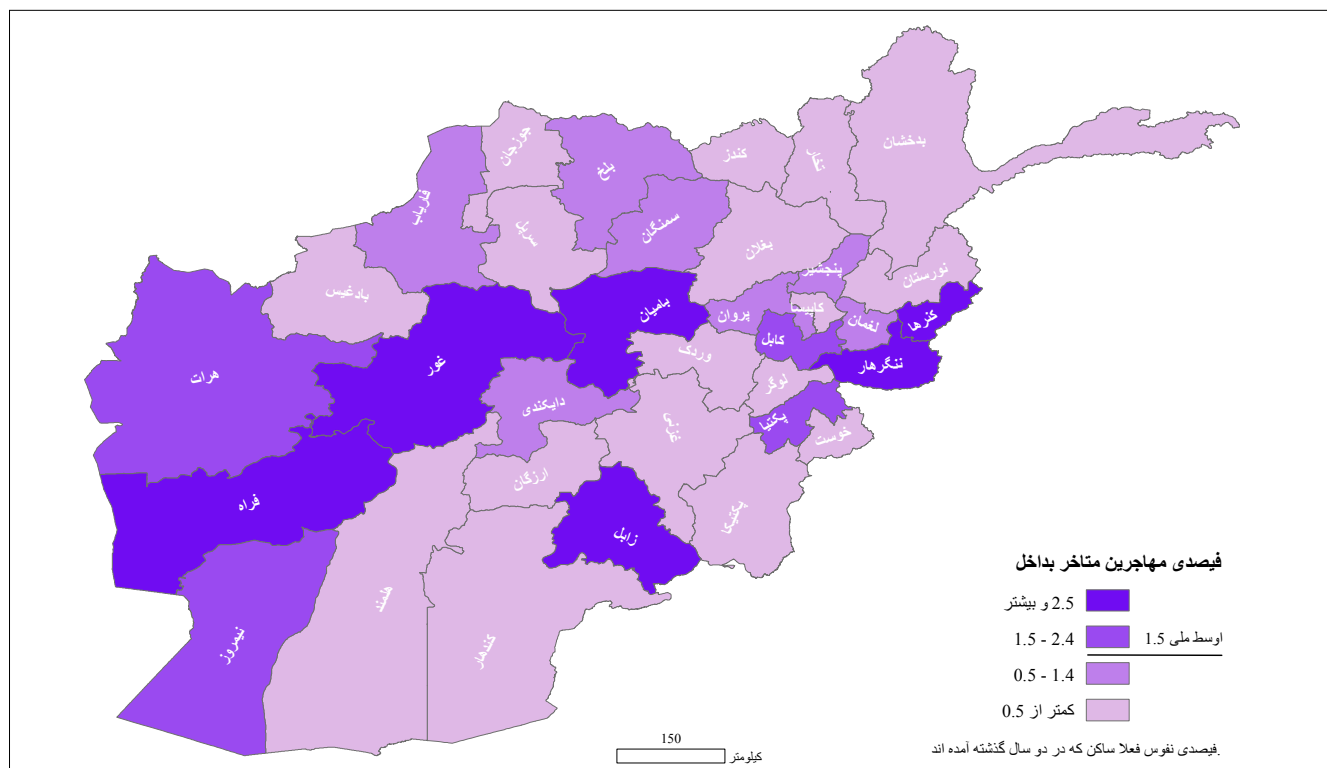 جوزجان
بلخ
کندز
تخار
بدخشان
فاریاب
سرپل
سمنگان
بغلان
پنجشیر
نورستان
بادغیس
بامیان
پروان
کاپیسا
لغمان
کنرها
هرات
غور
وردک
کابل
ننگرهار
لوگر
دایکندی
غزنی
پکتیا
خوست
ارزگان
فراه
زابل
پکتیکا
نیمروز
هلمند
کندهار
فیصدی مهاجرین متاخر بداخل
2.5 و بیشتر
1.5 - 2.4 اوسط ملی 1.5
0.5 - 1.4
کمتر از 0.5
150
کیلومتر
فیصدی نفوس فعلا ساکن که در دو سال گذشته آمده اند.